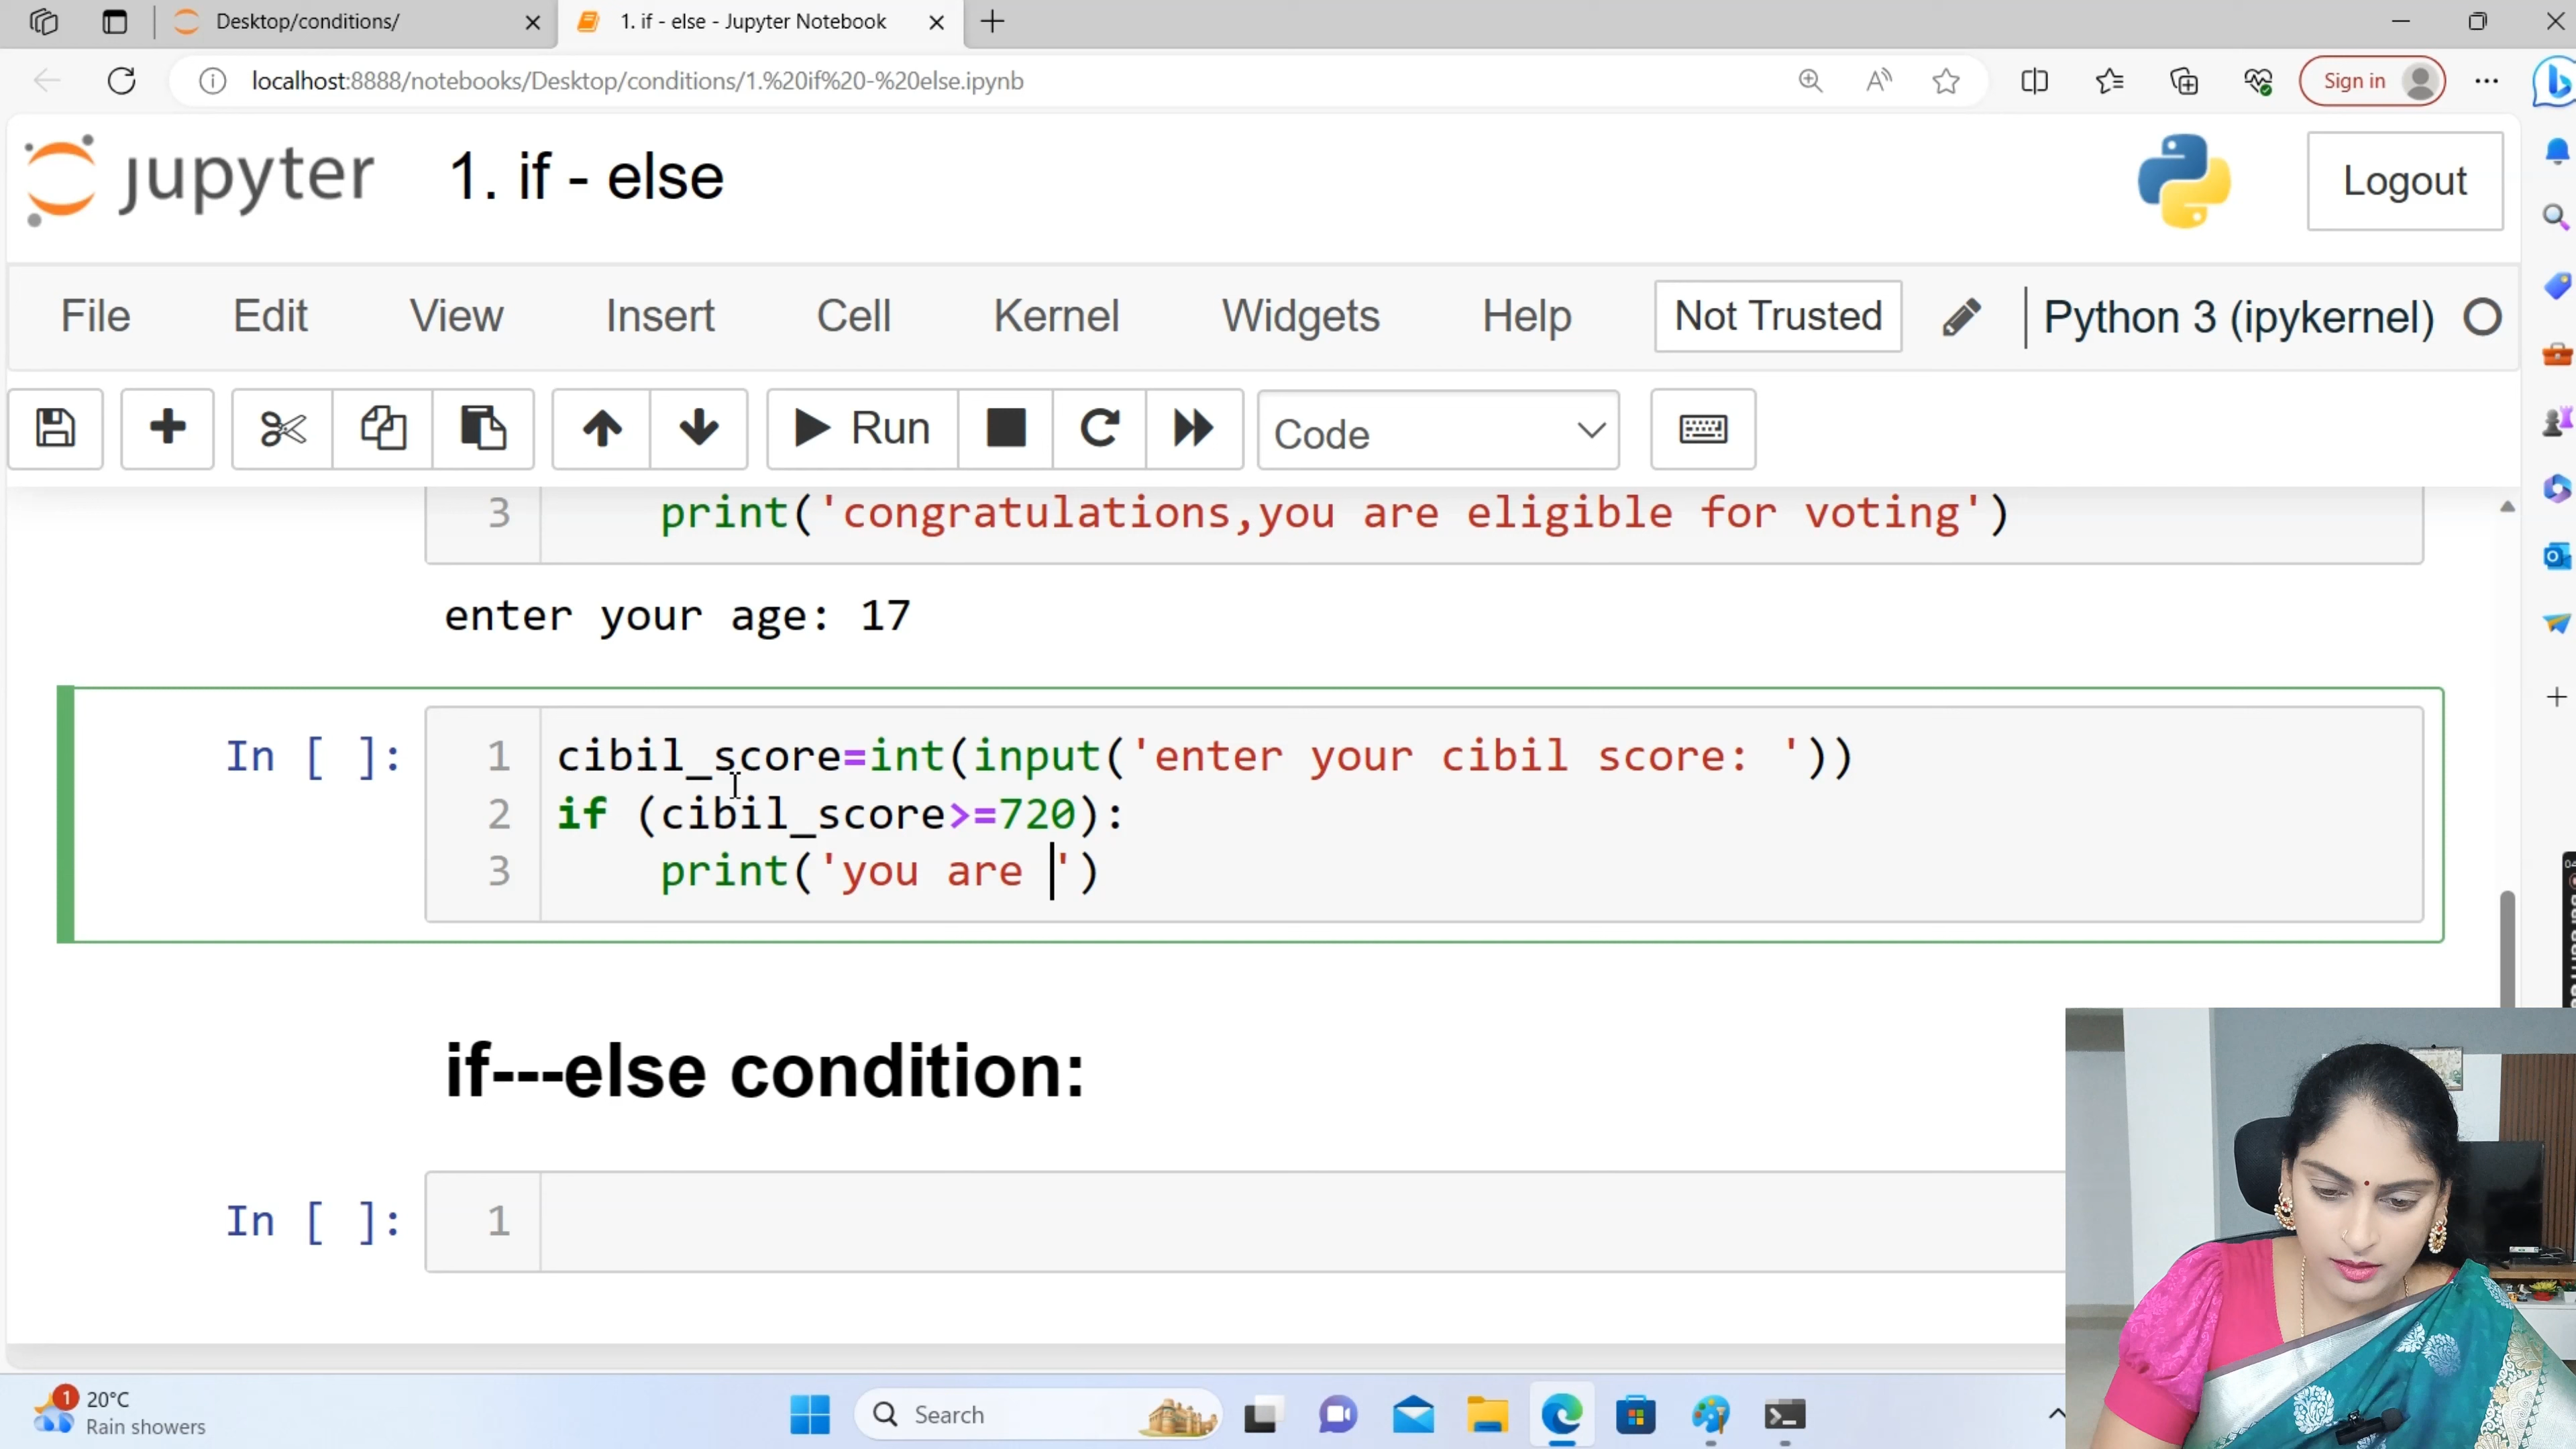 Desktop/conditions/
1. if - else - Jupyter Notebook
localhost:8888/notebooks/Desktop/conditions/1.%20if%20-%20else.ipynb
Sign in
jupyter
1. if - else
Logout
File Edit View Insert Cell Kernel Widgets Help
Not Trusted
Python 3 (ipykernel)
Run
Code
3 print('congratulations,you are eligible for voting')
enter your age: 17
In [ ]:
1 cibil_score=int(input('enter your cibil score: '))
2 if (cibil_score>=720):
3 print('you are ')
if---else condition:
In [ ]:
1
1
20°C
Rain showers
Search